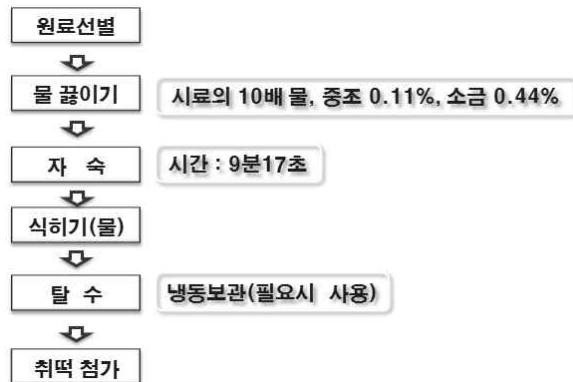 원료선별
물 끓이기
시료의 10배 물, 중조 0.11%, 소금 0.44%
자 숙
시간 : 9분17초
식히기(물)
탈 수
냉동보관(필요시 사용)
취떡 첨가